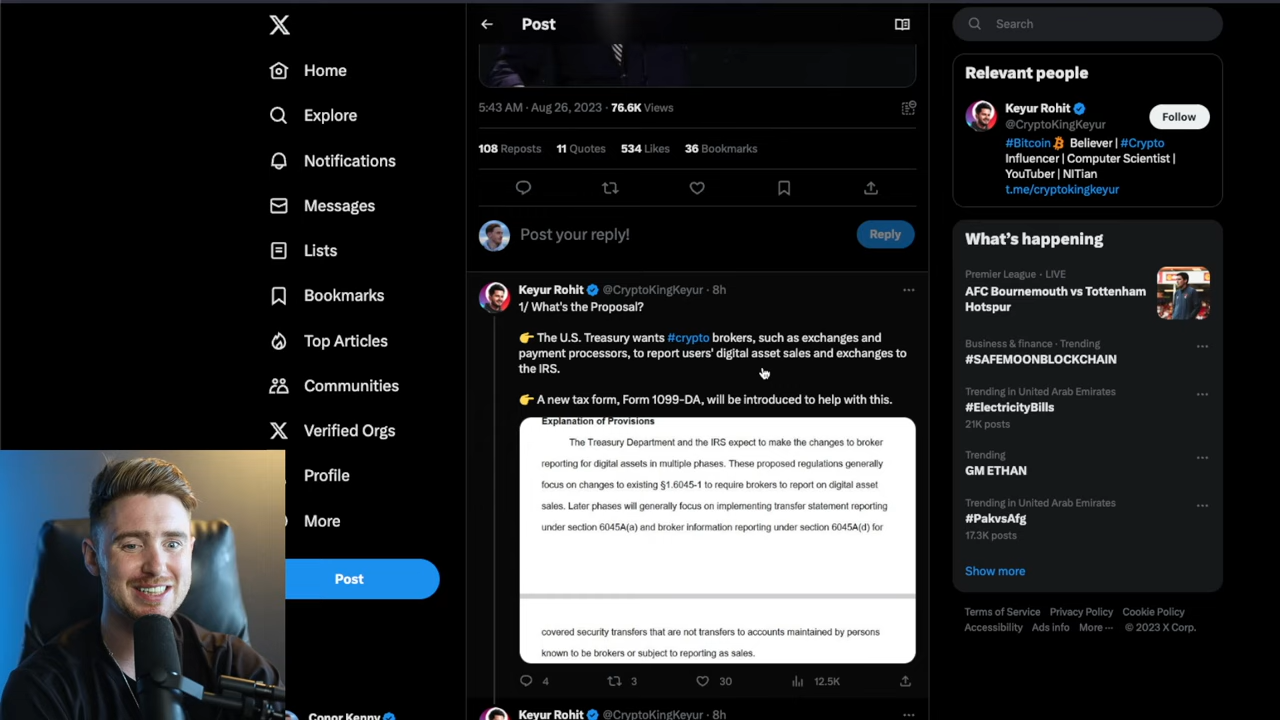 Home
Explore
Notifications
Messages
Lists
Bookmarks
Top Articles
Communities
Verified Orgs
Profile
More
Post
Conor Kenny
Post
5:43 AM · Aug 26, 2023 · 76.6K Views
108 Reposts 11 Quotes 534 Likes 36 Bookmarks
Post your reply!
Reply
Keyur Rohit @CryptoKingKeyur · 8h
1/ What's the Proposal?
👉 The U.S. Treasury wants #crypto brokers, such as exchanges and
payment processors, to report users' digital asset sales and exchanges to
the IRS.
👉 A new tax form, Form 1099-DA, will be introduced to help with this.
Explanation of Provisions
The Treasury Department and the IRS expect to make the changes to broker
reporting for digital assets in multiple phases. These proposed regulations generally
focus on changes to existing §1.6045-1 to require brokers to report on digital asset
sales. Later phases will generally focus on implementing transfer statement reporting
under section 6045A(a) and broker information reporting under section 6045A(d) for
covered security transfers that are not transfers to accounts maintained by persons
known to be brokers or subject to reporting as sales.
4 3 30 12.5K
Keyur Rohit @CryptoKingKeyur · 8h
Search
Relevant people
Keyur Rohit
@CryptoKingKeyur
Follow
#Bitcoin Believer | #Crypto
Influencer | Computer Scientist |
YouTuber | NITian
t.me/cryptokingkeyur
What's happening
Premier League · LIVE
AFC Bournemouth vs Tottenham
Hotspur
Business & finance · Trending
#SAFEMOONBLOCKCHAIN
Trending in United Arab Emirates
#ElectricityBills
21K posts
Trending
GM ETHAN
Trending in United Arab Emirates
#PakvsAfg
17.3K posts
Show more
Terms of Service Privacy Policy Cookie Policy
Accessibility Ads info More ··· © 2023 X Corp.